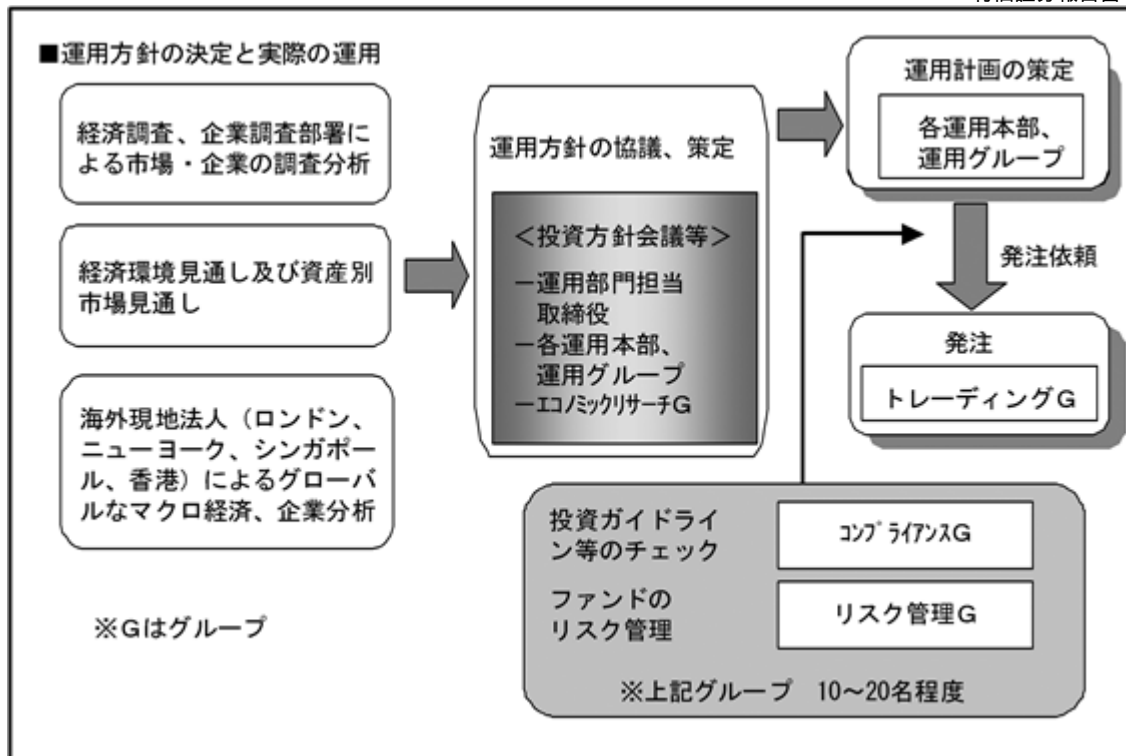 ■運用方針の決定と実際の運用
経済調査、企業調査部署に
よる市場・企業の調査分析
経済環境見通し及び資産別
市場見通し
海外現地法人（ロンドン、
ニューヨーク、シンガポー
ル、香港）によるグローバ
ルなマクロ経済、企業分析
※Gはグループ
運用方針の協議、策定
＜投資方針会議等＞
－運用部門担当
取締役
－各運用本部、
運用グループ
－ｴｺﾉﾐｯｸﾘｻｰﾁG
運用計画の策定
各運用本部、
運用グループ
発注依頼
発注
トレーディングG
投資ガイドライ
ン等のチェック
ｺﾝﾌﾟﾗｲｱﾝｽG
ファンドの
リスク管理
リスク管理G
※上記グループ　10～20名程度